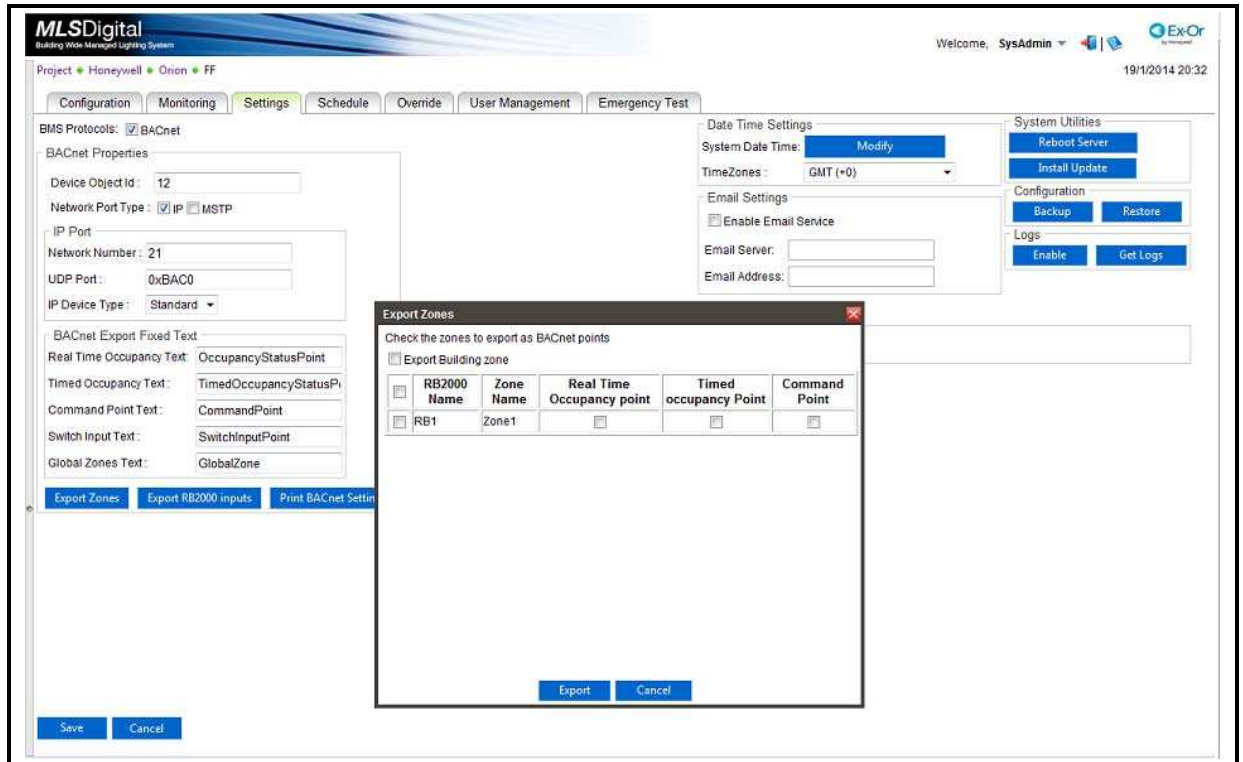 MLSDigital
Building Wide Managed Lighting System
Welcome, SysAdmin
Ex-Or
by Honeywell
Project Honeywell Orion FF
19/1/2014 20:32
Configuration Monitoring Settings Schedule Override User Management Emergency Test
BMS Protocols: BACnet
BACnet Properties
Device Object Id : 12
Network Port Type : IP MSTP
IP Port
Network Number : 21
UDP Port : 0xBAC0
IP Device Type : Standard
BACnet Export Fixed Text
Real Time Occupancy Text: OccupancyStatusPoint
Timed Occupancy Text : TimedOccupancyStatusP
Command Point Text : CommandPoint
Switch Input Text : SwitchInputPoint
Global Zones Text : GlobalZone
Export Zones Export RB2000 inputs Print BACnet Settin
Date Time Settings
System Date Time: Modify
TimeZones : GMT (+0)
Email Settings
Enable Email Service
Email Server:
Email Address:
System Utilities
Reboot Server
Install Update
Configuration
Backup Restore
Logs
Enable Get Logs
Export Zones
Check the zones to export as BACnet points
Export Building zone
RB2000 Name Zone Name Real Time Occupancy point Timed occupancy Point Command Point
RB1 Zone1
Export Cancel
Save Cancel